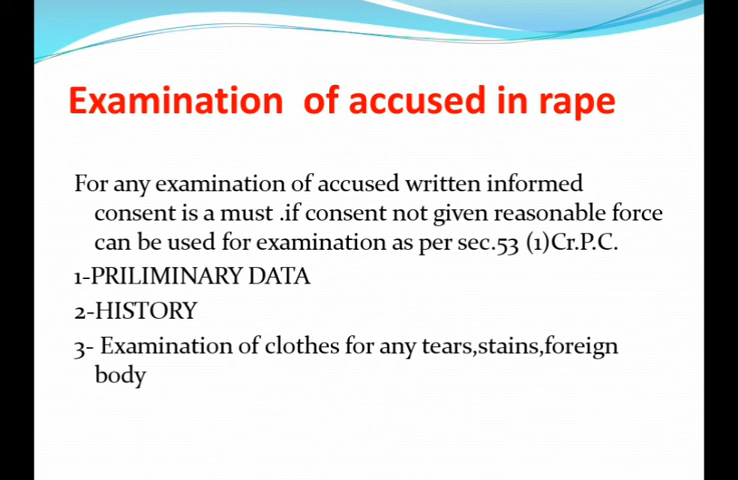 Examination of accused in rape
For any examination of accused written informed
consent is a must .if consent not given reasonable force
can be used for examination as per sec.53 (1)Cr.P.C.
1-PRILIMINARY DATA
2-HISTORY
3- Examination of clothes for any tears,stains,foreign
body